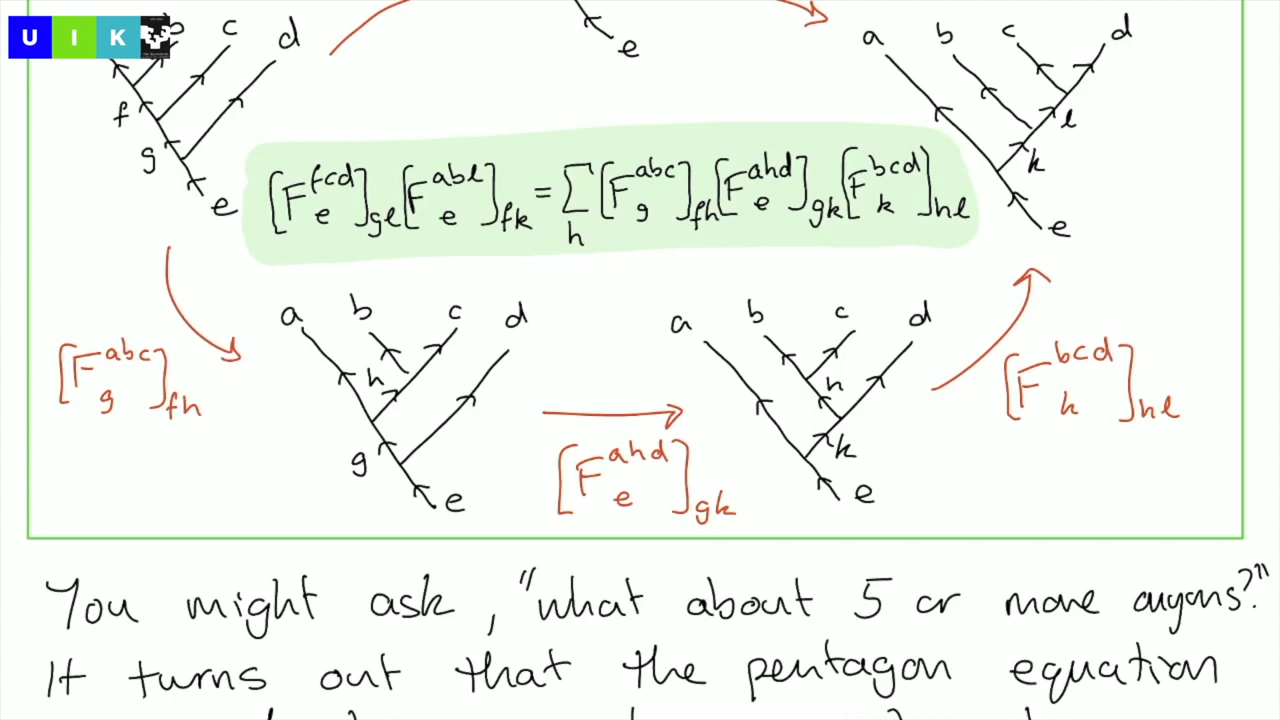 UIK
b c d
e
a b c d
f
g
e
l
k
e
[F^{fcd}_e]_{gl} [F^{abl}_e]_{fk} = Σ_h [F^{abc}_g]_{fh} [F^{ahd}_e]_{gk} [F^{bcd}_k]_{hl}
a b c d
h
g
e
a b c d
h
k
e
[F^{abc}_g]_{fh}
[F^{ahd}_e]_{gk}
[F^{bcd}_k]_{hl}
You might ask, "what about 5 or more anyons?"
It turns out that the pentagon equation